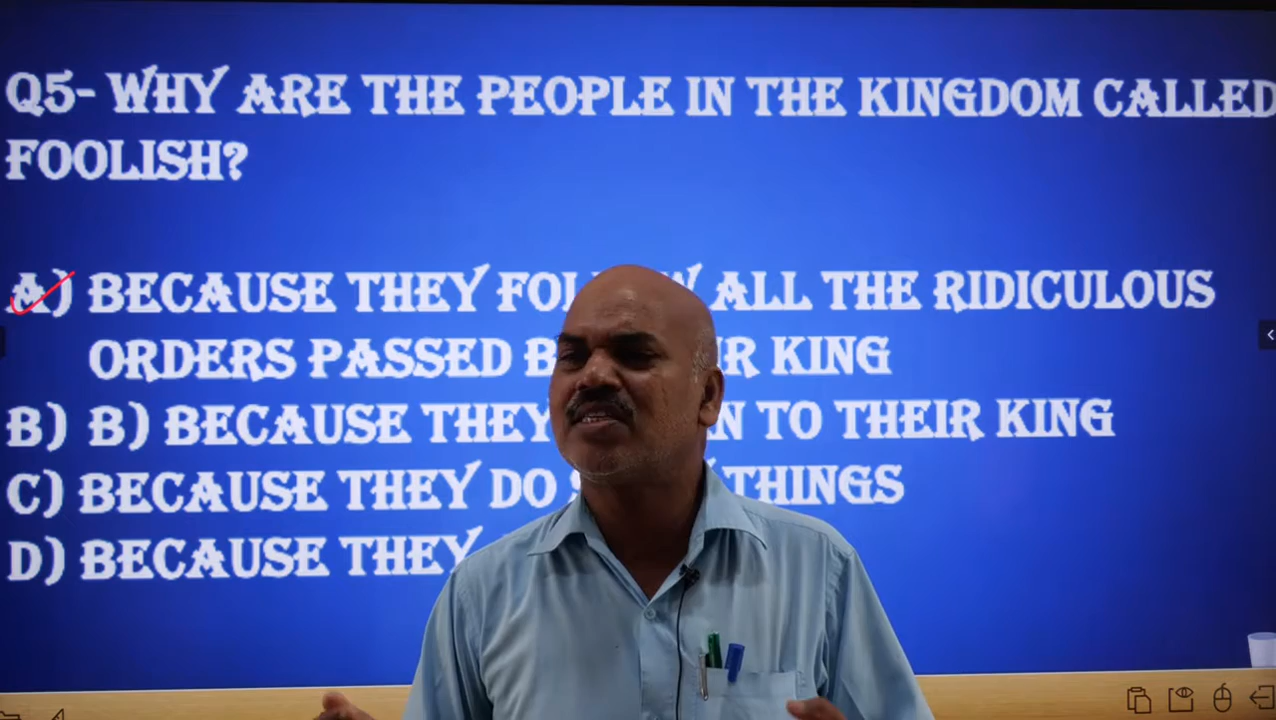 Q5- WHY ARE THE PEOPLE IN THE KINGDOM CALLED
FOOLISH?
A) BECAUSE THEY ALL THE RIDICULOUS
ORDERS PASSED KING
B) B) BECAUSE THEY TO THEIR KING
C) BECAUSE THEY DO THINGS
D) BECAUSE THEY